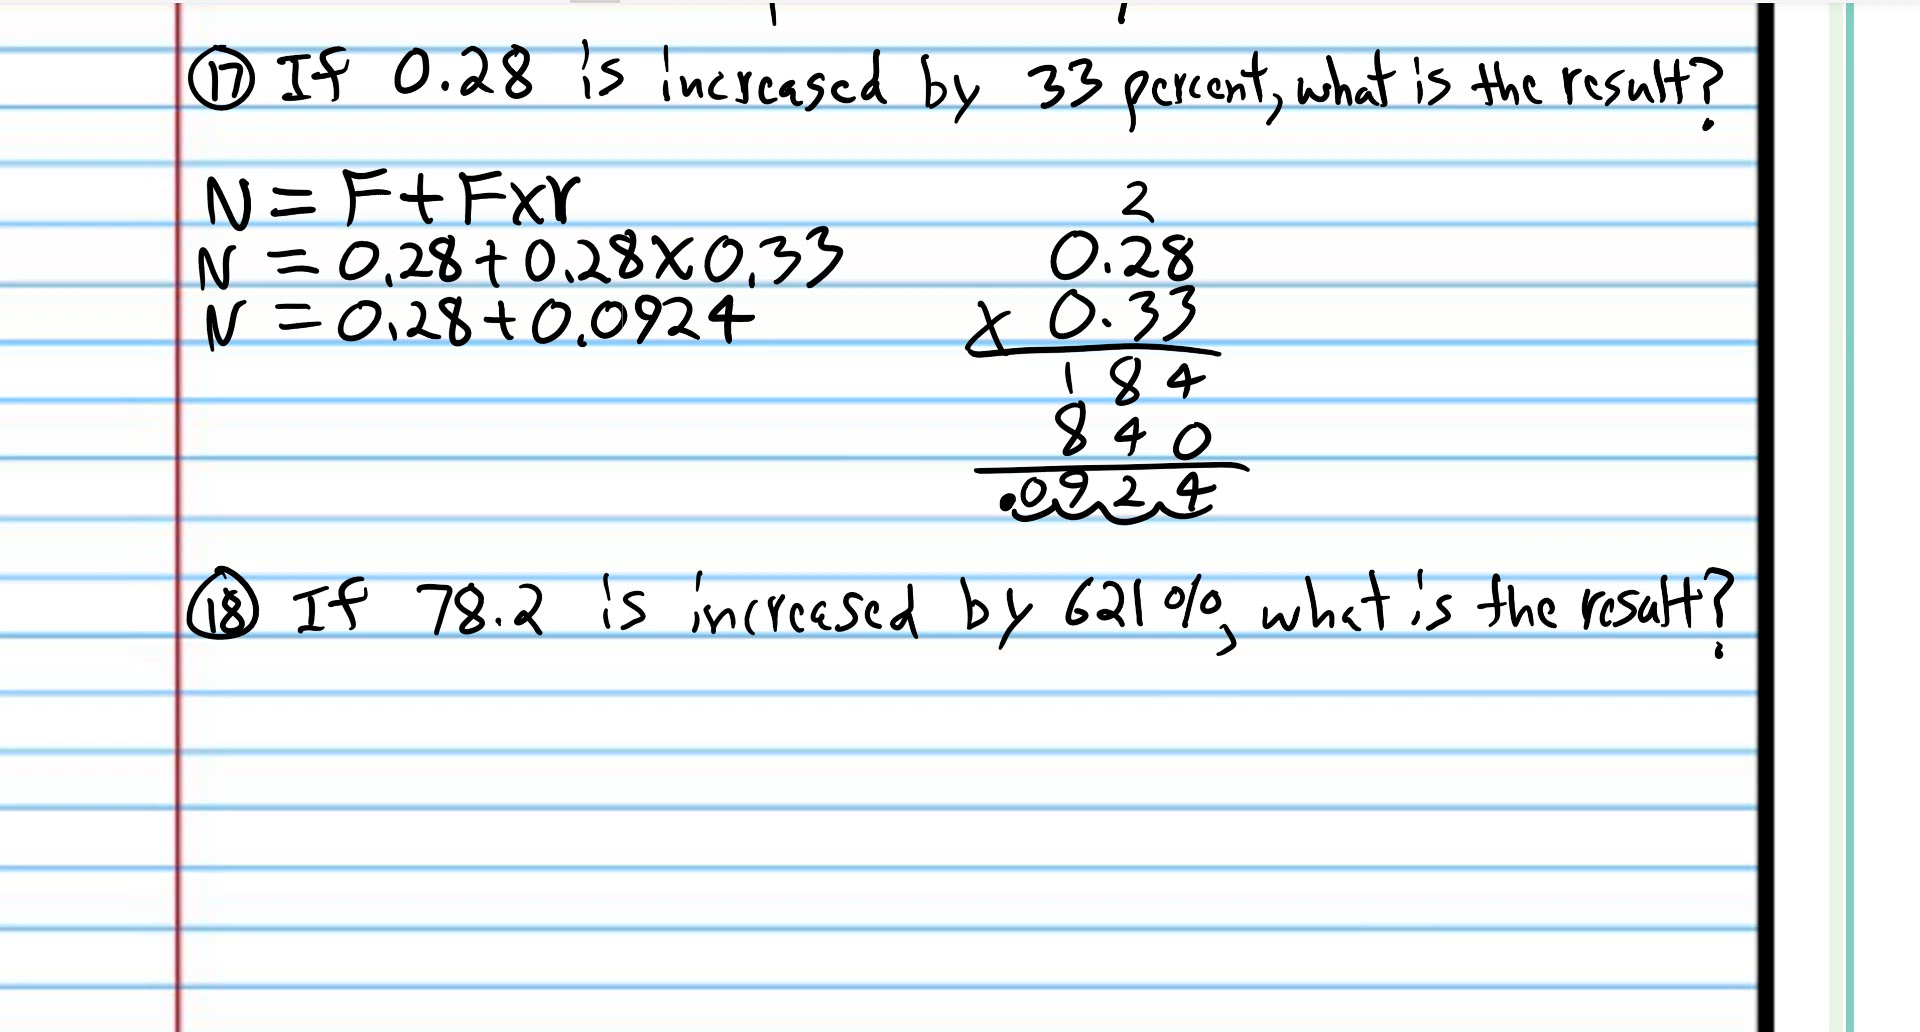 17 If 0.28 is increased by 33 percent, what is the result?
N = F + F x r
N = 0.28 + 0.28 x 0.33
N = 0.28 + 0.0924
2
0.28
x 0.33
184
840
.0924
18 If 78.2 is increased by 621%, what is the result?